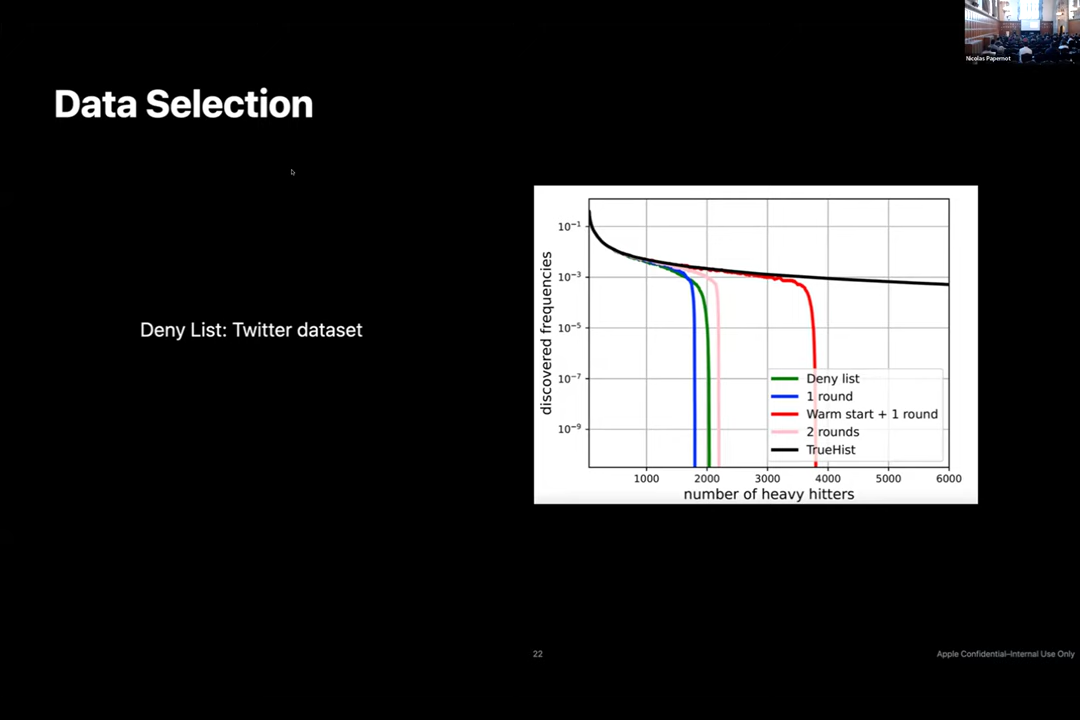 Nicolas Papernot
Data Selection
Deny List: Twitter dataset
discovered frequencies
10⁻¹
10⁻³
10⁻⁵
10⁻⁷
10⁻⁹
Deny list
1 round
Warm start + 1 round
2 rounds
TrueHist
1000 2000 3000 4000 5000 6000
number of heavy hitters
22
Apple Confidential–Internal Use Only